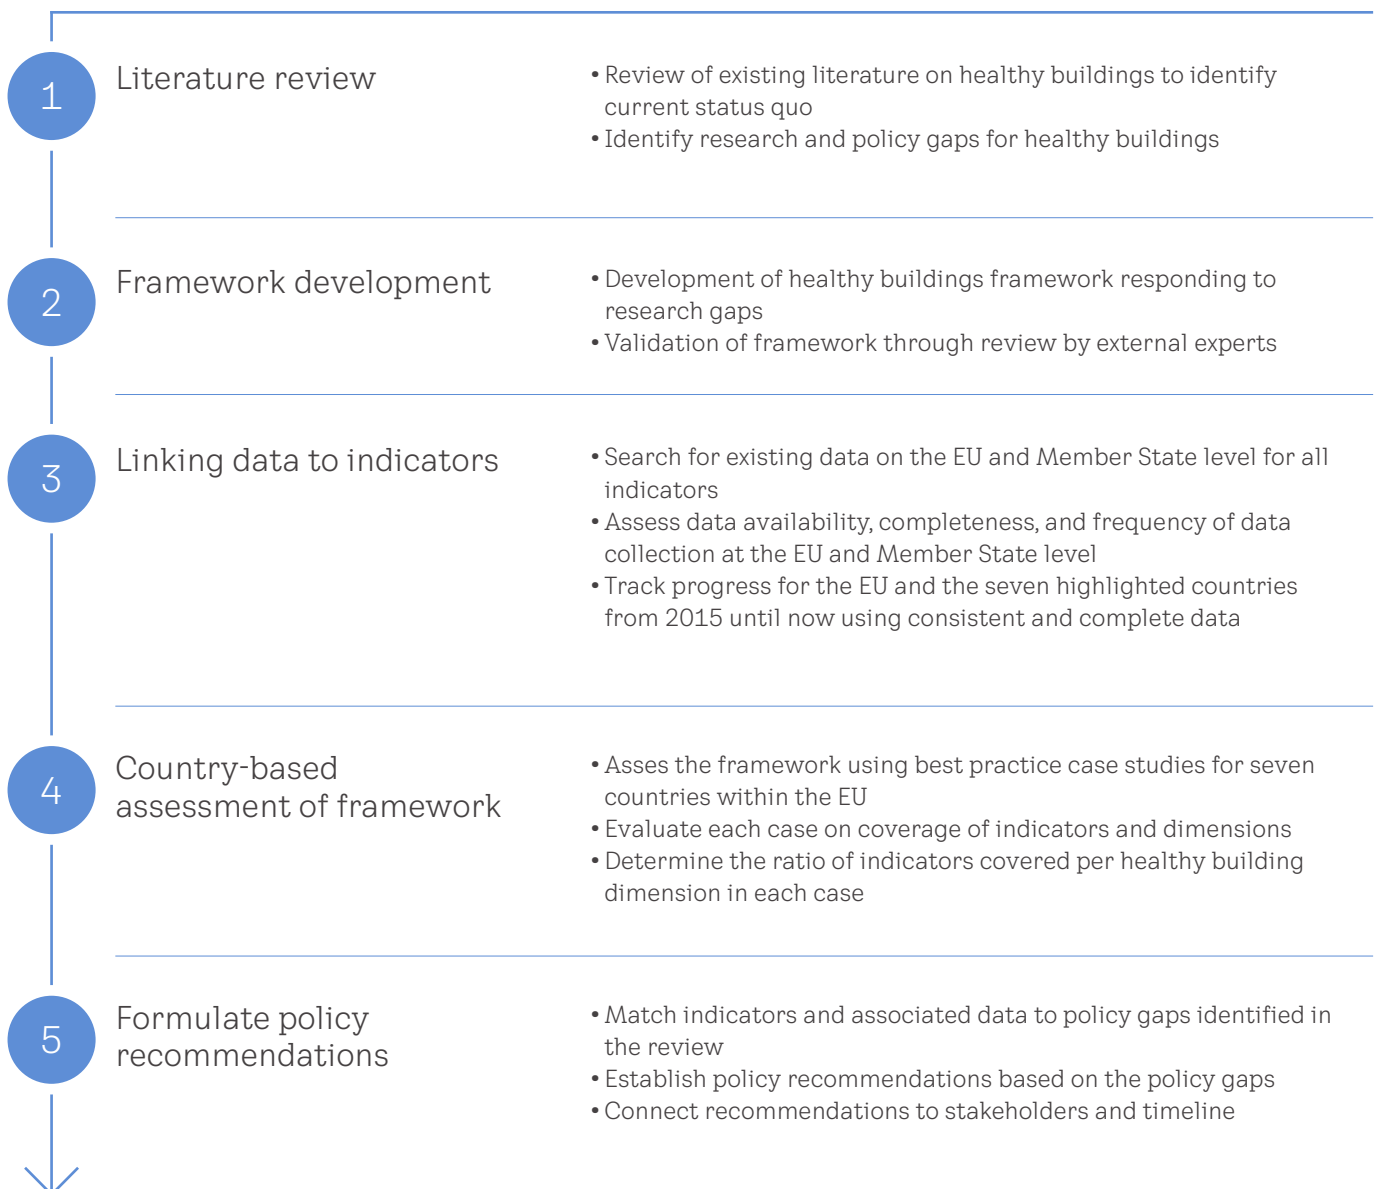 1
Literature review
• Review of existing literature on healthy buildings to identify
current status quo
• Identify research and policy gaps for healthy buildings
2
Framework development
• Development of healthy buildings framework responding to
research gaps
• Validation of framework through review by external experts
3
Linking data to indicators
• Search for existing data on the EU and Member State level for all
indicators
• Assess data availability, completeness, and frequency of data
collection at the EU and Member State level
• Track progress for the EU and the seven highlighted countries
from 2015 until now using consistent and complete data
4
Country-based
assessment of framework
• Asses the framework using best practice case studies for seven
countries within the EU
• Evaluate each case on coverage of indicators and dimensions
• Determine the ratio of indicators covered per healthy building
dimension in each case
5
Formulate policy
recommendations
• Match indicators and associated data to policy gaps identified in
the review
• Establish policy recommendations based on the policy gaps
• Connect recommendations to stakeholders and timeline